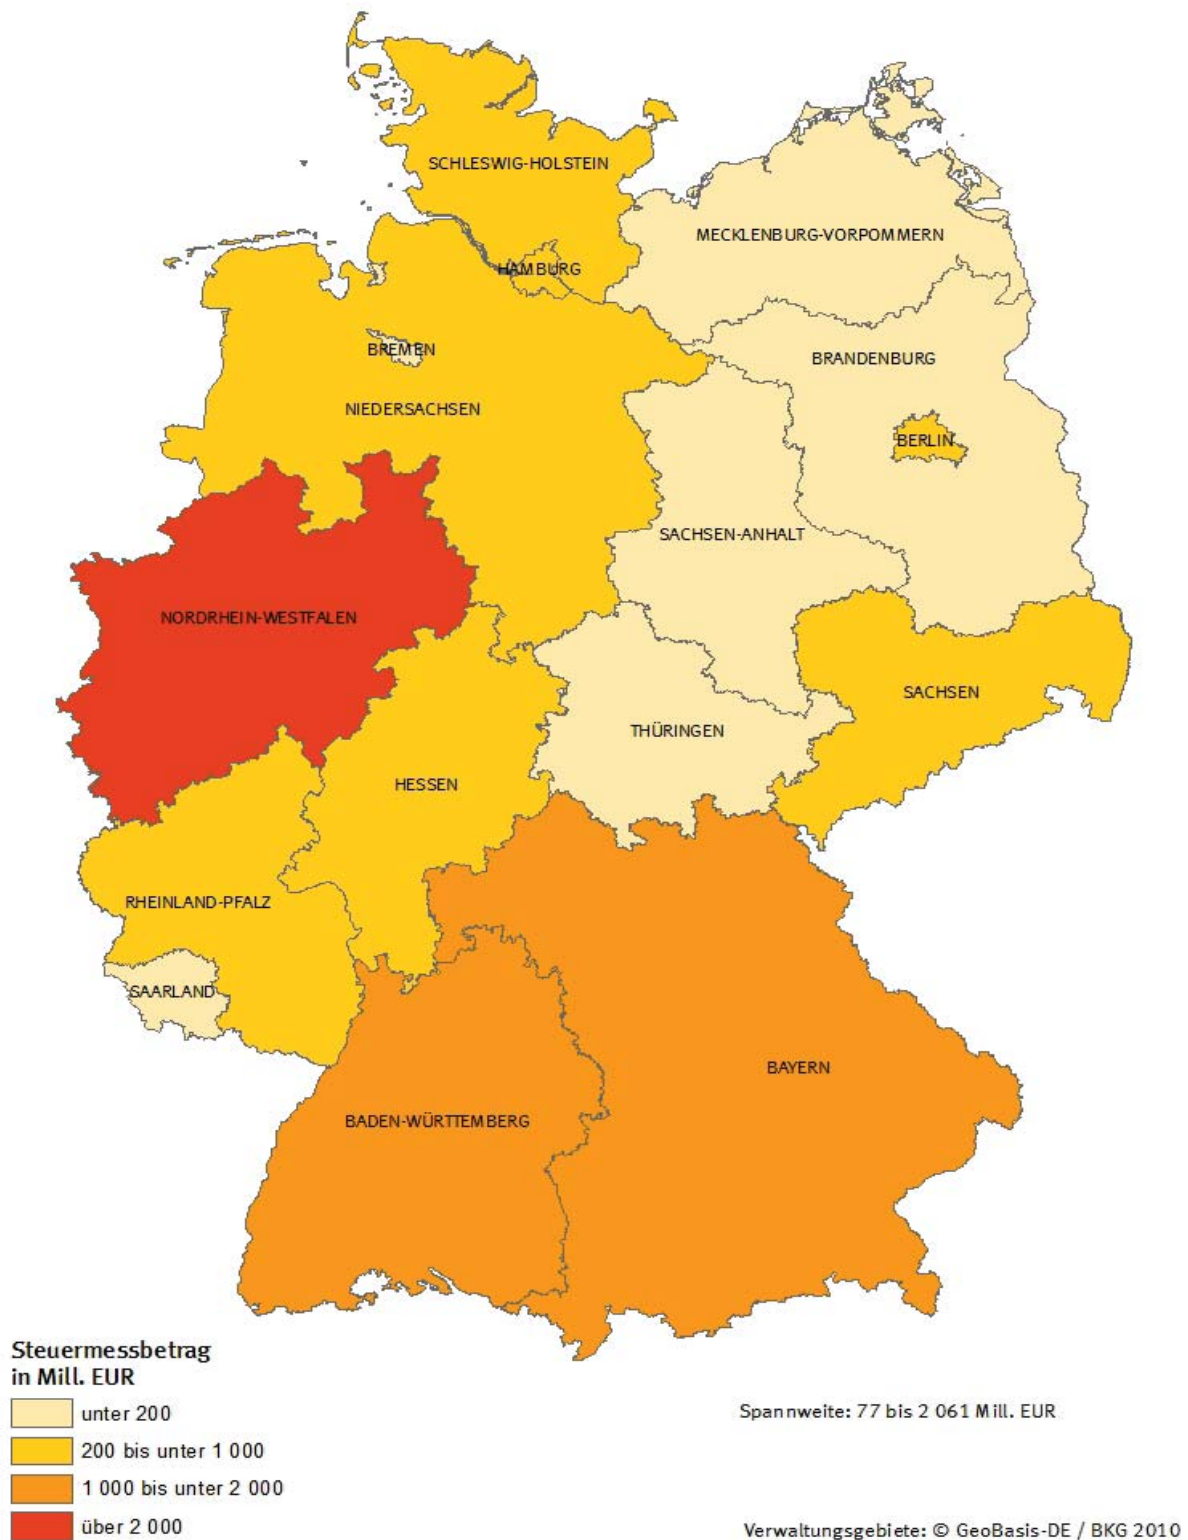 SCHLESWIG-HOLSTEIN
MECKLENBURG-VORPOMMERN
HAMBURG
BREMEN
BRANDENBURG
NIEDERSACHSEN
BERLIN
SACHSEN-ANHALT
NORDRHEIN-WESTFALEN
SACHSEN
THÜRINGEN
HESSEN
RHEINLAND-PFALZ
SAARLAND
BAYERN
BADEN-WÜRTTEMBERG
Steuermessbetrag
in Mill. EUR
unter 200
200 bis unter 1 000
1 000 bis unter 2 000
über 2 000
Spannweite: 77 bis 2 061 Mill. EUR
Verwaltungsgebiete: © GeoBasis-DE / BKG 2010